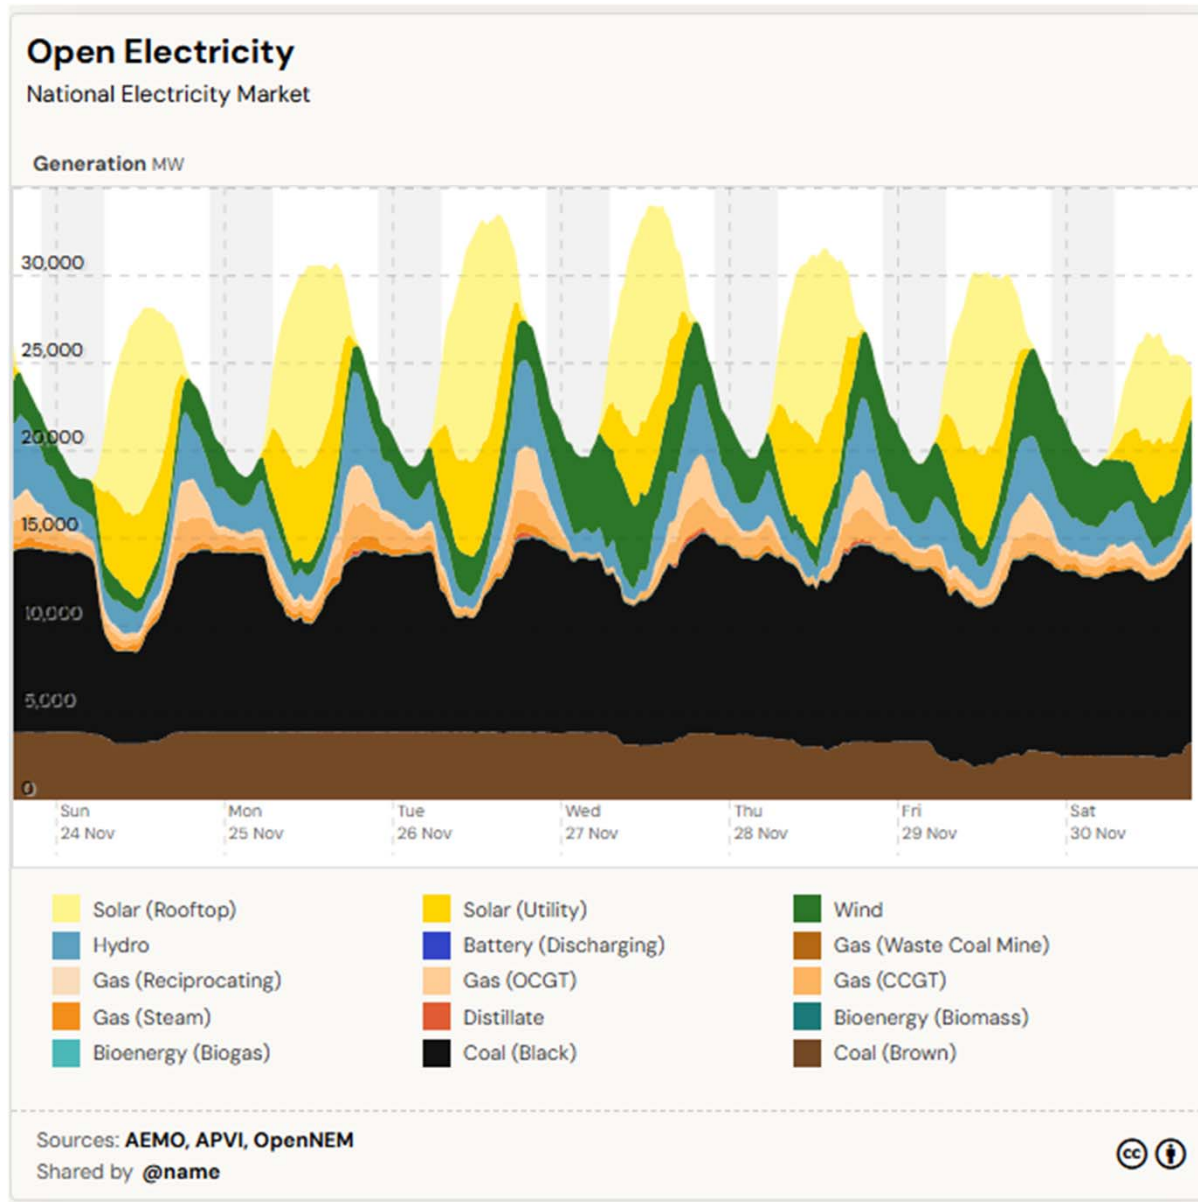 Open Electricity
National Electricity Market
Generation MW
30,000
25,000
20,000
15,000
10,000
5,000
0
Sun Mon Tue Wed Thu Fri Sat
24 Nov 25 Nov 26 Nov 27 Nov 28 Nov 29 Nov 30 Nov
Solar (Rooftop) Solar (Utility) Wind
Hydro Battery (Discharging) Gas (Waste Coal Mine)
Gas (Reciprocating) Gas (OCGT) Gas (CCGT)
Gas (Steam) Distillate Bioenergy (Biomass)
Bioenergy (Biogas) Coal (Black) Coal (Brown)
Sources: AEMO, APVI, OpenNEM
Shared by @name
cc